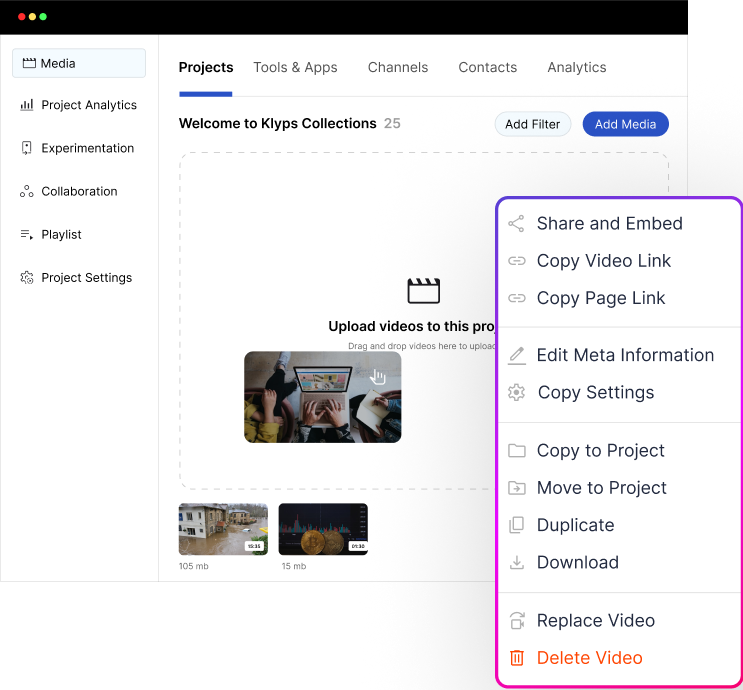 Media
Project Analytics
Experimentation
Collaboration
Playlist
Project Settings
Projects
Tools & Apps
Channels
Contacts
Analytics
Welcome to Klyps Collections 25
Add Filter
Add Media
Upload videos to this proj
Drag and drop videos here to upload
15:35
105 mb
01:30
15 mb
Share and Embed
Copy Video Link
Copy Page Link
Edit Meta Information
Copy Settings
Copy to Project
Move to Project
Duplicate
Download
Replace Video
Delete Video